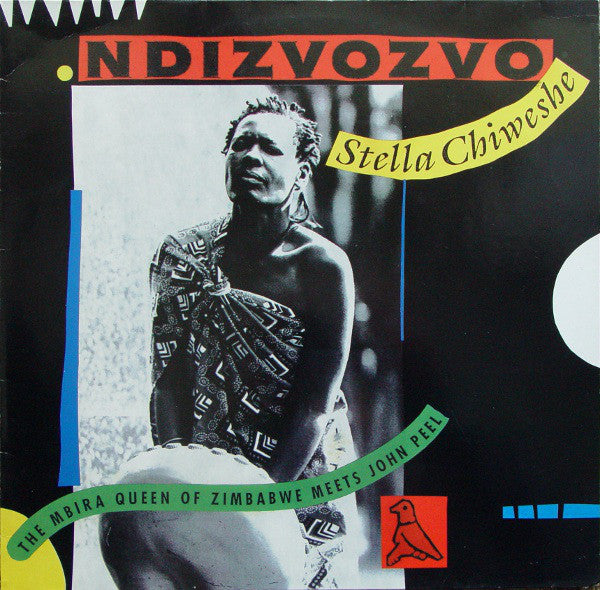 NDIZVOZVO
Stella Chiweshe
THE MBIRA QUEEN OF ZIMBABWE MEETS JOHN PEEL